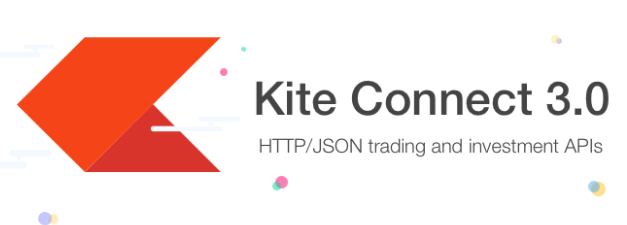 Kite Connect 3.0
HTTP/JSON trading and investment APIs